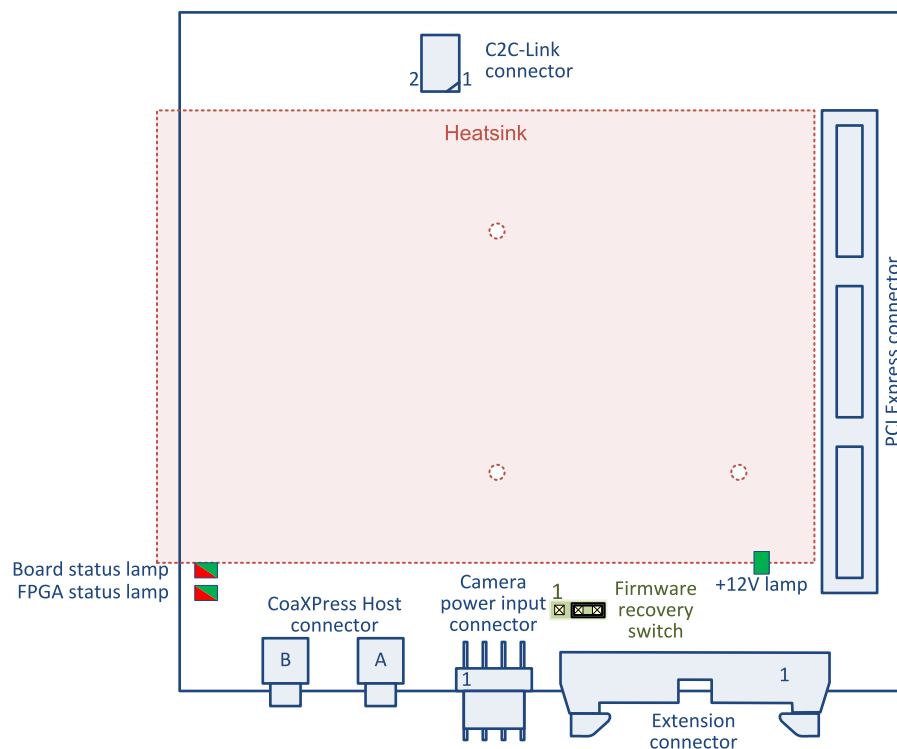 C2C-Link
connector
2
1
Heatsink
PCI Express connector
Board status lamp
FPGA status lamp
+12V lamp
CoaXPress Host
connector
Camera
power input
connector
1
Firmware
recovery
switch
B
A
1
1
Extension
connector